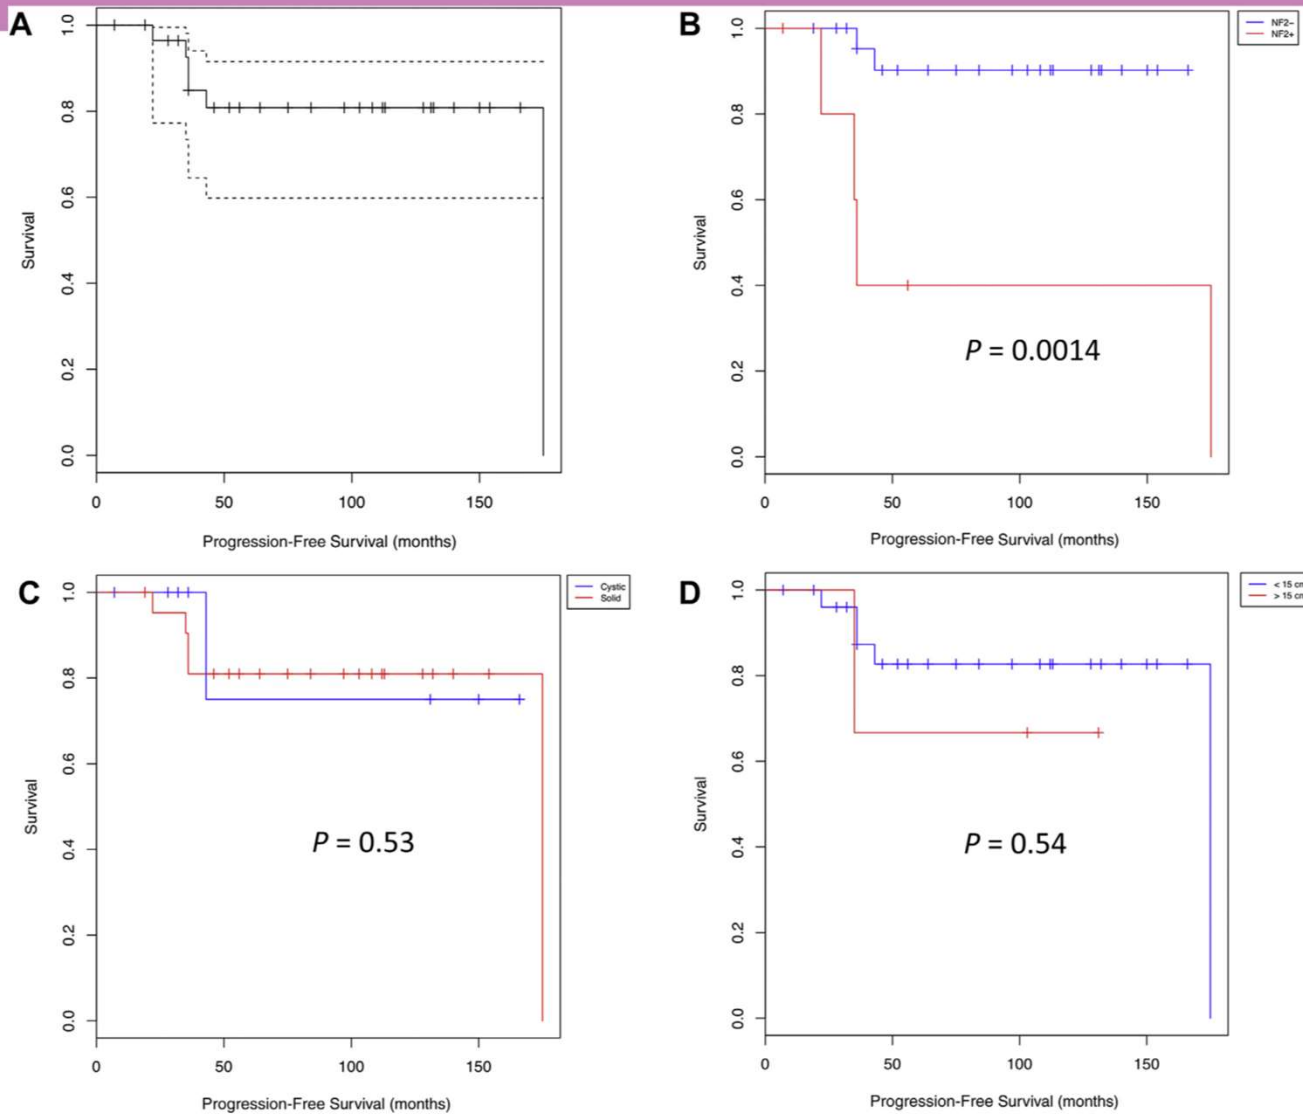 A
Survival
1.0
0.8
0.6
0.4
0.2
0.0
0 50 100 150
Progression-Free Survival (months)
B
NF2−
NF2+
Survival
1.0
0.8
0.6
0.4
0.2
0.0
P = 0.0014
0 50 100 150
Progression-Free Survival (months)
C
Cystic
Solid
Survival
1.0
0.8
0.6
0.4
0.2
0.0
P = 0.53
0 50 100 150
Progression-Free Survival (months)
D
< 15 cm
> 15 cm
Survival
1.0
0.8
0.6
0.4
0.2
0.0
P = 0.54
0 50 100 150
Progression-Free Survival (months)